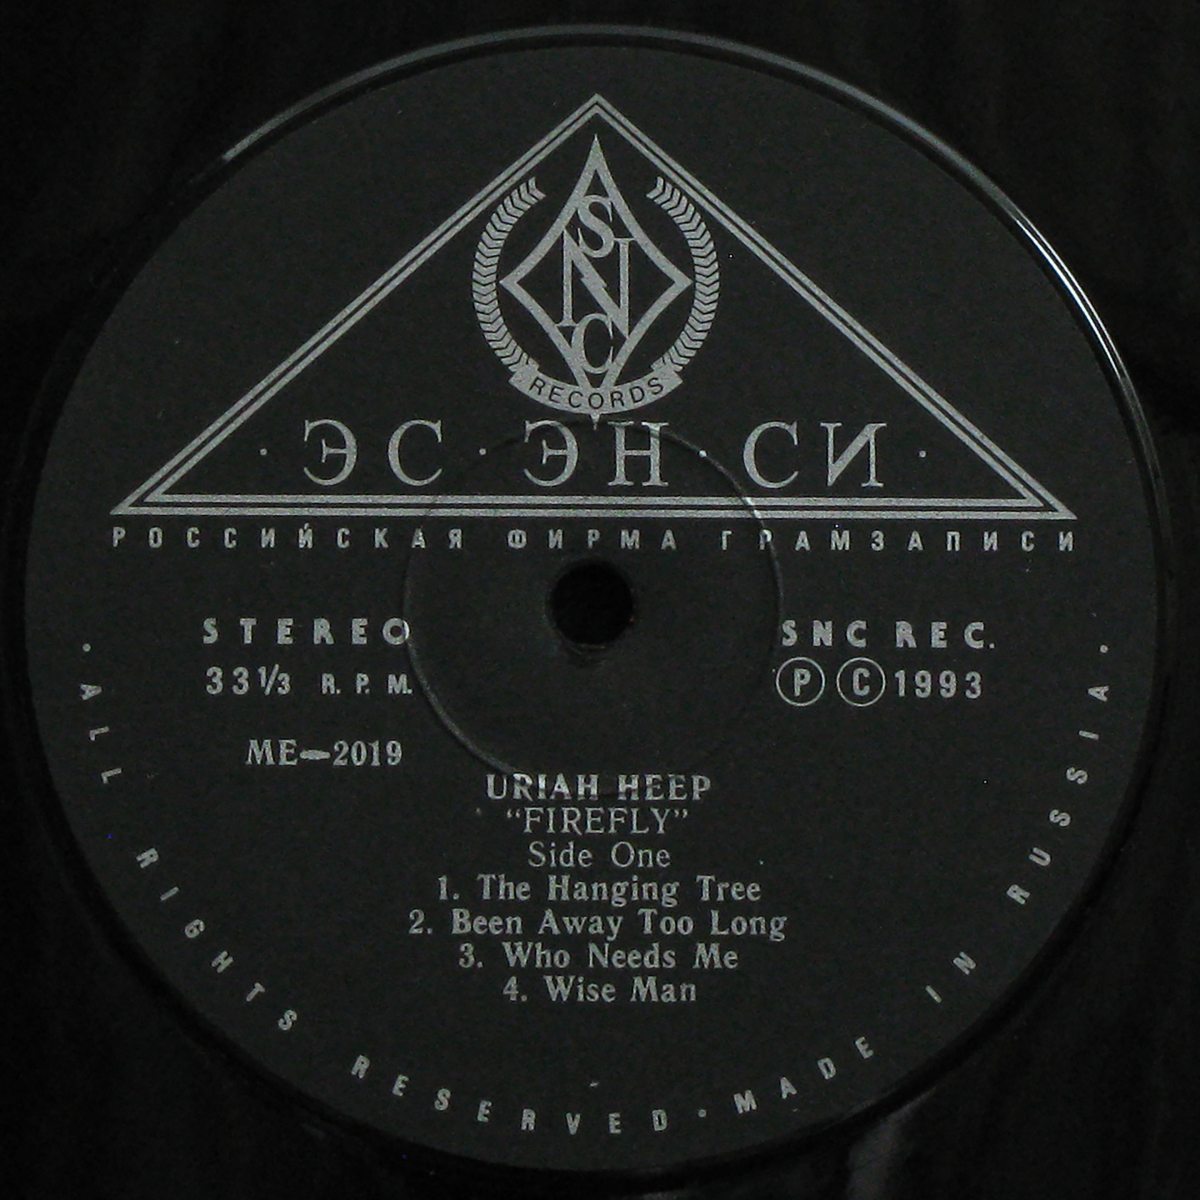 SNC
RECORDS
· ЭС · ЭН · СИ ·
РОССИЙСКАЯ ФИРМА ГРАМЗАПИСИ
STEREO
33 1/3 R. P. M.
SNC REC.
Ⓟ Ⓒ 1993
ME—2019
URIAH HEEP
“FIREFLY”
Side One
1. The Hanging Tree
2. Been Away Too Long
3. Who Needs Me
4. Wise Man
· ALL RIGHTS RESERVED · MADE IN RUSSIA ·